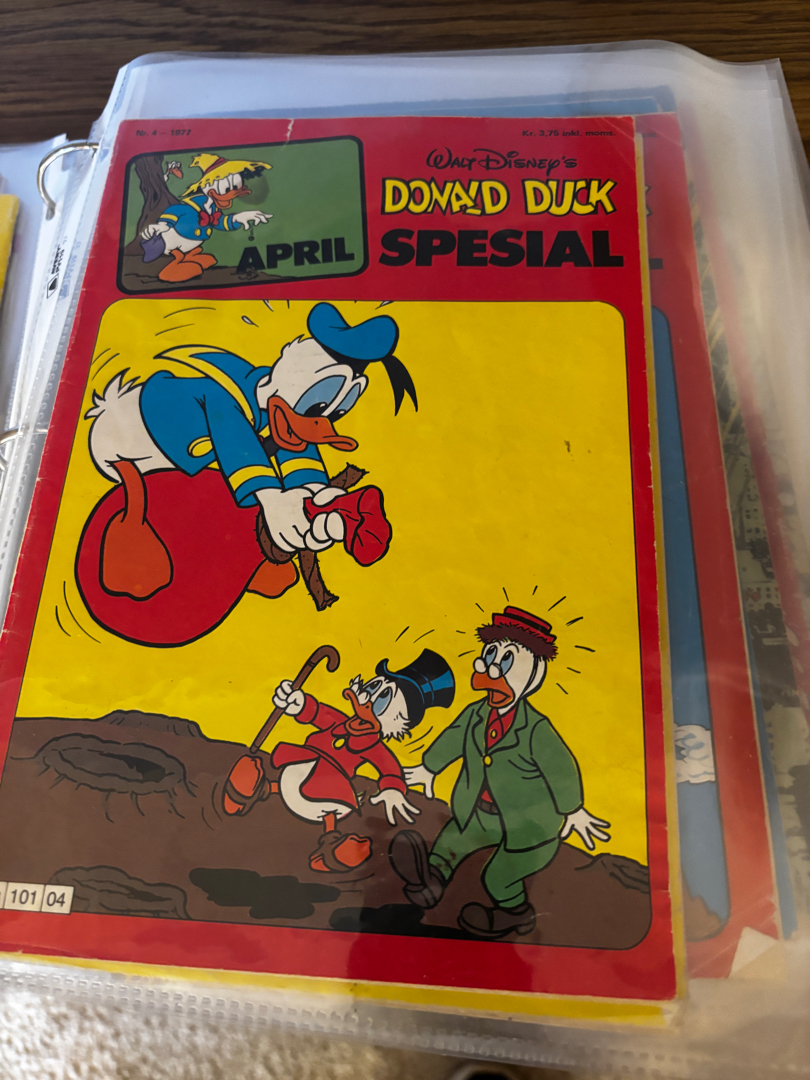 Nr. 4 - 1977
Kr. 3,75 inkl. moms.
WALT DISNEY'S
DONALD DUCK
SPESIAL
APRIL
101 04